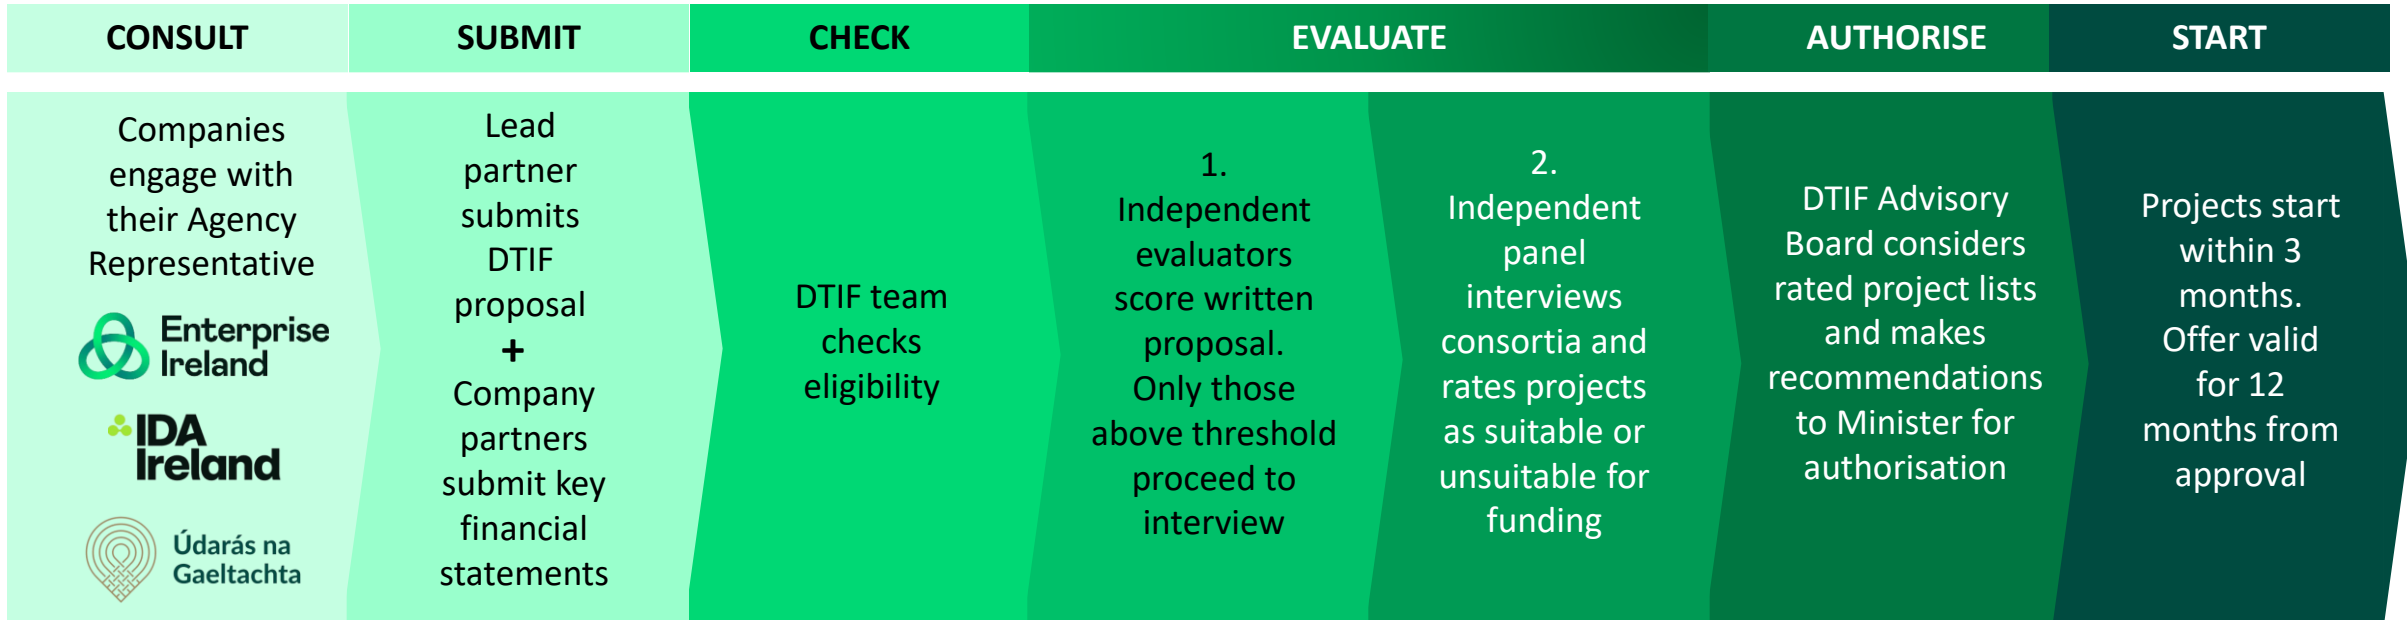 CONSULT
SUBMIT
CHECK
EVALUATE
AUTHORISE
START
Companies
engage with
their Agency
Representative
Enterprise
Ireland
IDA
Ireland
Údarás na
Gaeltachta
Lead
partner
submits
DTIF
proposal
+
Company
partners
submit key
financial
statements
DTIF team
checks
eligibility
1.
Independent
evaluators
score written
proposal.
Only those
above threshold
proceed to
interview
2.
Independent
panel
interviews
consortia and
rates projects
as suitable or
unsuitable for
funding
DTIF Advisory
Board considers
rated project lists
and makes
recommendations
to Minister for
authorisation
Projects start
within 3
months.
Offer valid
for 12
months from
approval